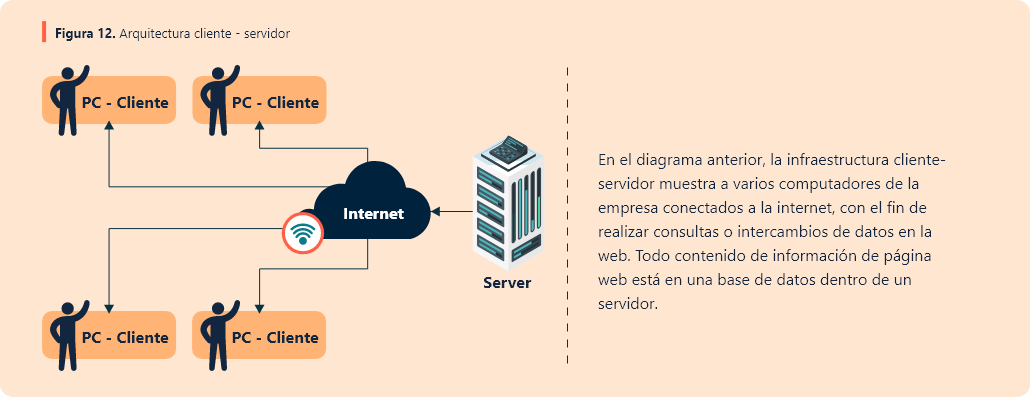 Figura 12. Arquitectura cliente - servidor
PC - Cliente
PC - Cliente
Internet
Server
PC - Cliente
PC - Cliente
En el diagrama anterior, la infraestructura cliente-
servidor muestra a varios computadores de la
empresa conectados a la internet, con el fin de
realizar consultas o intercambios de datos en la
web. Todo contenido de información de página
web está en una base de datos dentro de un
servidor.